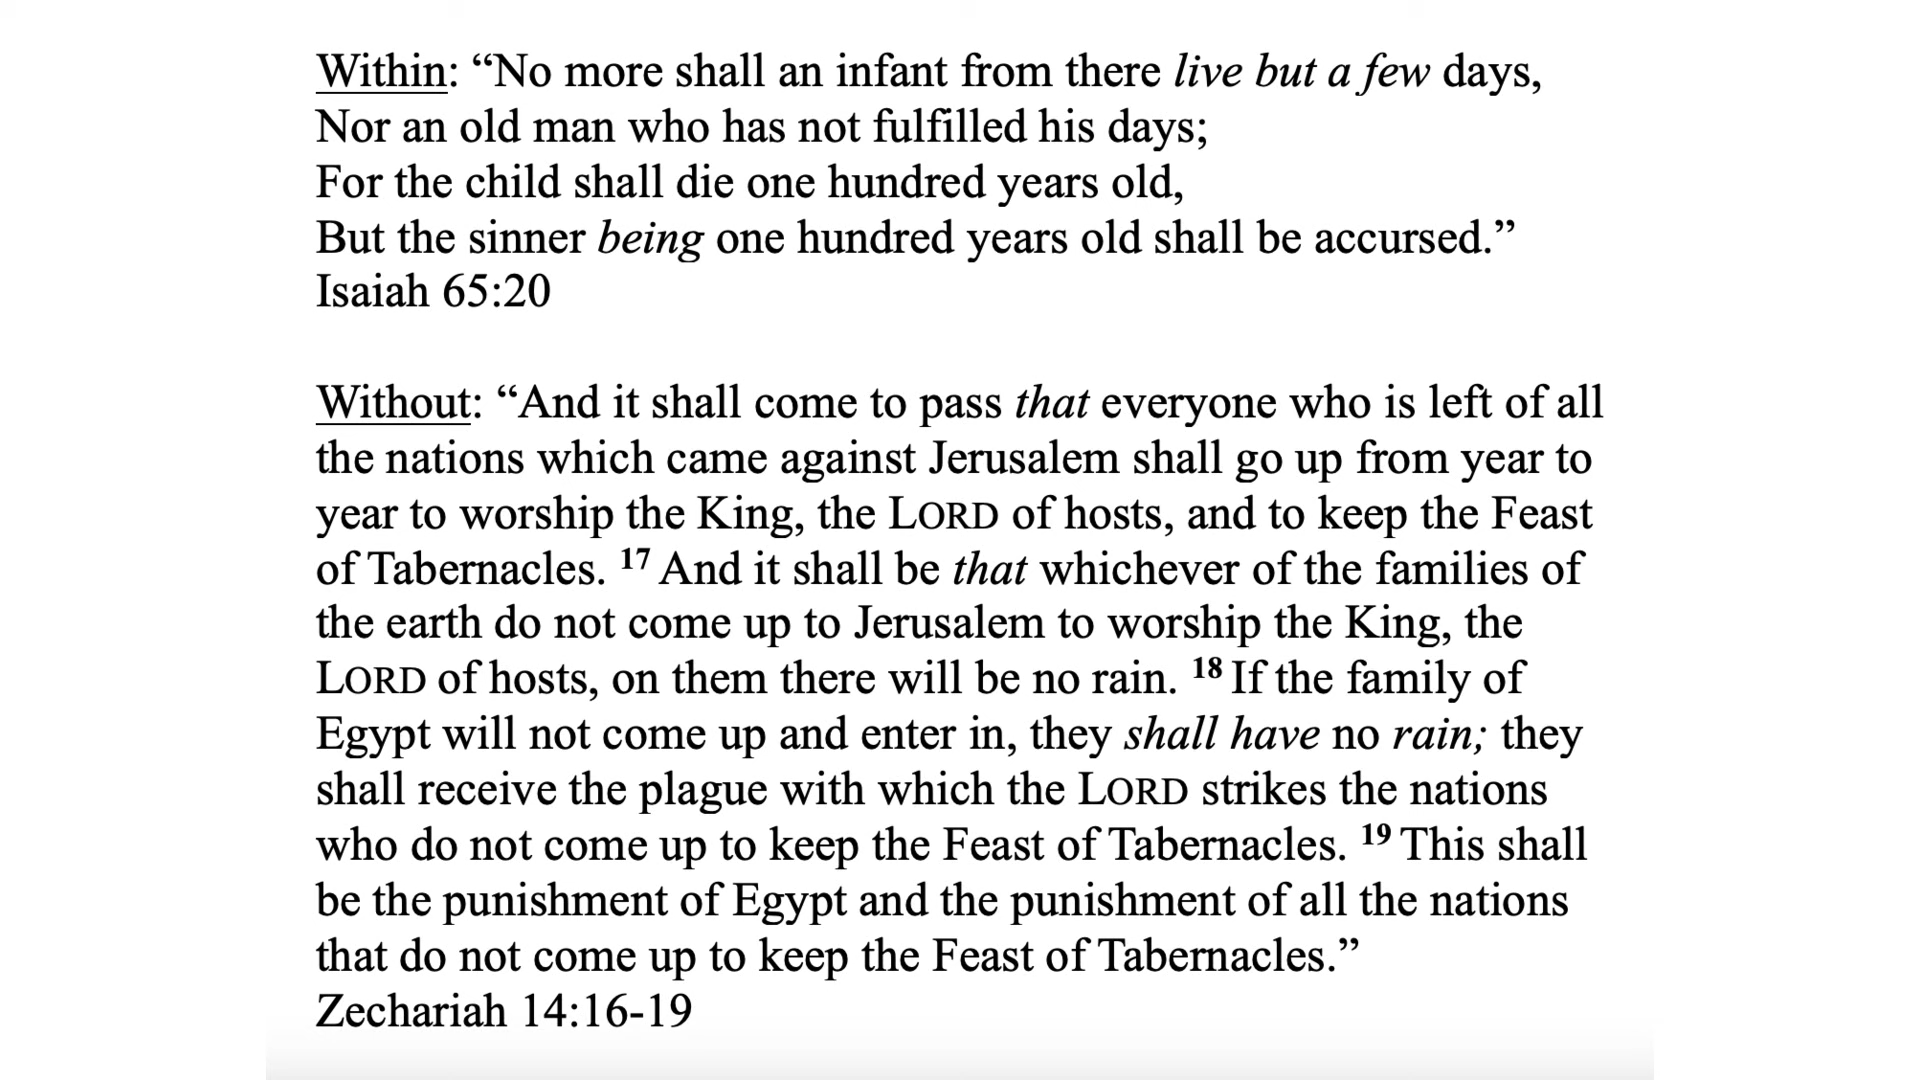 Within: “No more shall an infant from there live but a few days,
Nor an old man who has not fulfilled his days;
For the child shall die one hundred years old,
But the sinner being one hundred years old shall be accursed.”
Isaiah 65:20
Without: “And it shall come to pass that everyone who is left of all
the nations which came against Jerusalem shall go up from year to
year to worship the King, the LORD of hosts, and to keep the Feast
of Tabernacles. 17 And it shall be that whichever of the families of
the earth do not come up to Jerusalem to worship the King, the
LORD of hosts, on them there will be no rain. 18 If the family of
Egypt will not come up and enter in, they shall have no rain; they
shall receive the plague with which the LORD strikes the nations
who do not come up to keep the Feast of Tabernacles. 19 This shall
be the punishment of Egypt and the punishment of all the nations
that do not come up to keep the Feast of Tabernacles.”
Zechariah 14:16-19